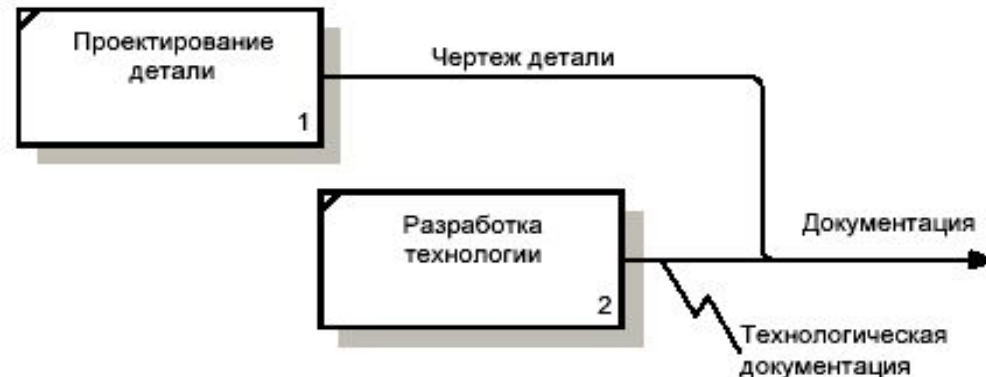 Проектирование
детали
1
Чертеж детали
Разработка
технологии
2
Документация
Технологическая
документация